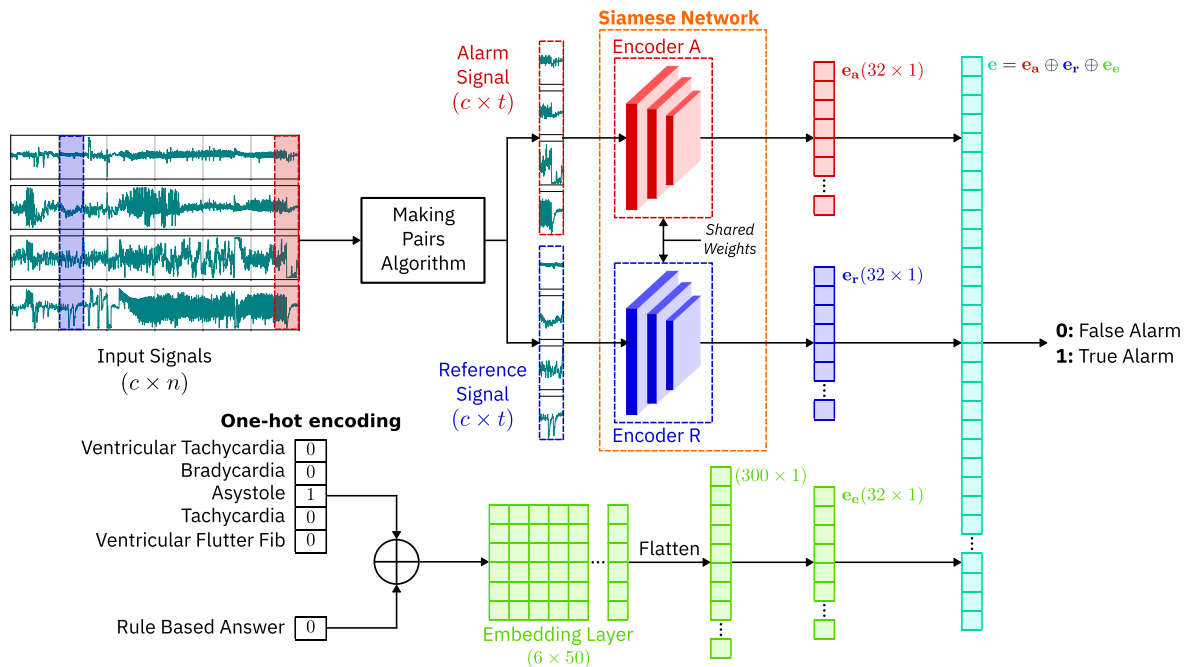 Siamese Network
Alarm
Signal
(c × t)
Encoder A
e_a(32 × 1)
e = e_a ⊕ e_r ⊕ e_e
Making
Pairs
Algorithm
Shared
Weights
e_r(32 × 1)
Input Signals
(c × n)
Reference
Signal
(c × t)
Encoder R
0: False Alarm
1: True Alarm
One-hot encoding
Ventricular Tachycardia 0
Bradycardia 0
Asystole 1
Tachycardia 0
Ventricular Flutter Fib 0
Rule Based Answer 0
Embedding Layer
(6 × 50)
Flatten
(300 × 1)
e_e(32 × 1)